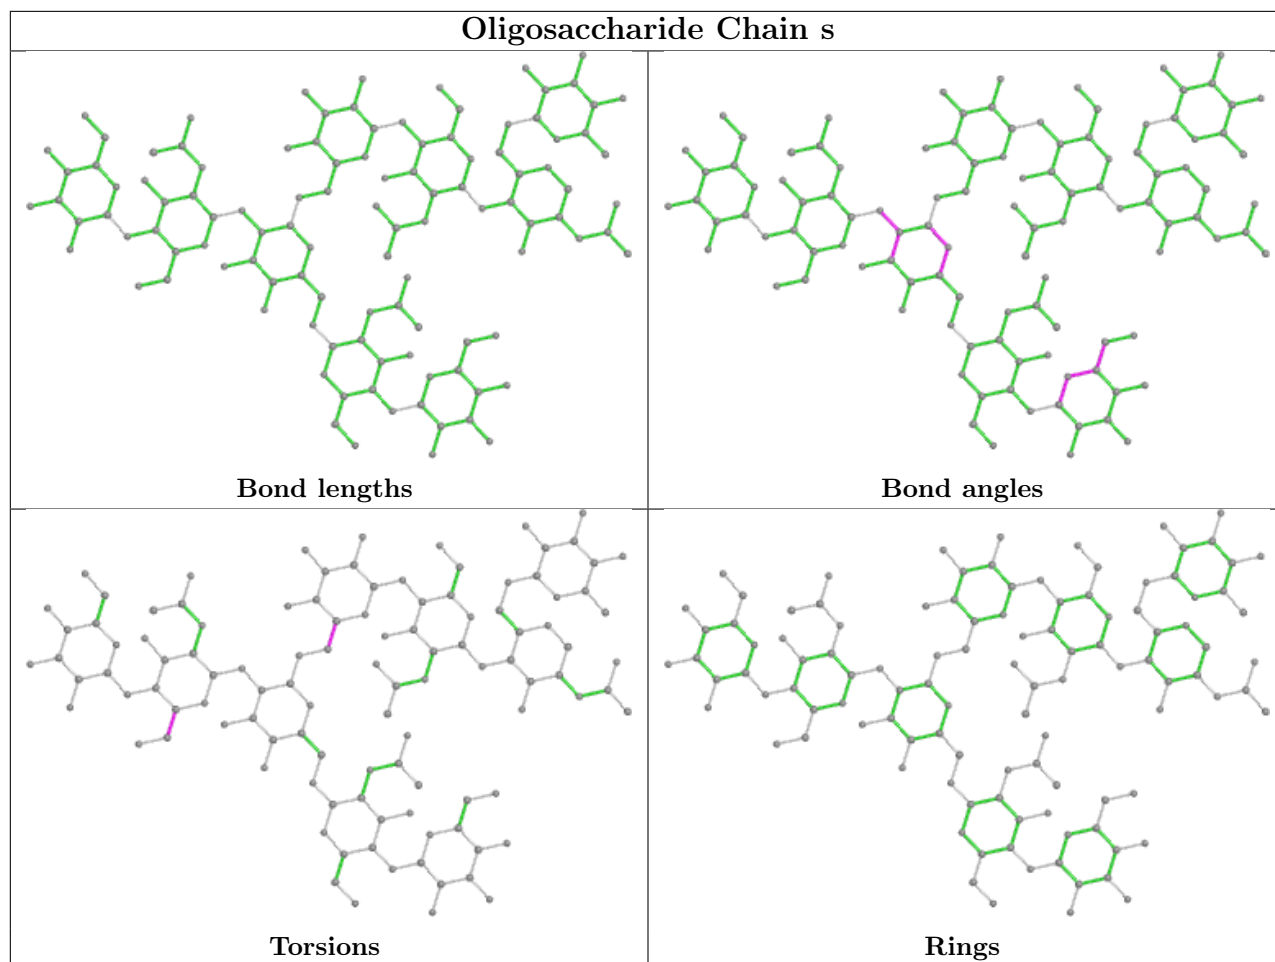 Oligosaccharide Chain s
Bond lengths
Bond angles
Torsions
Rings